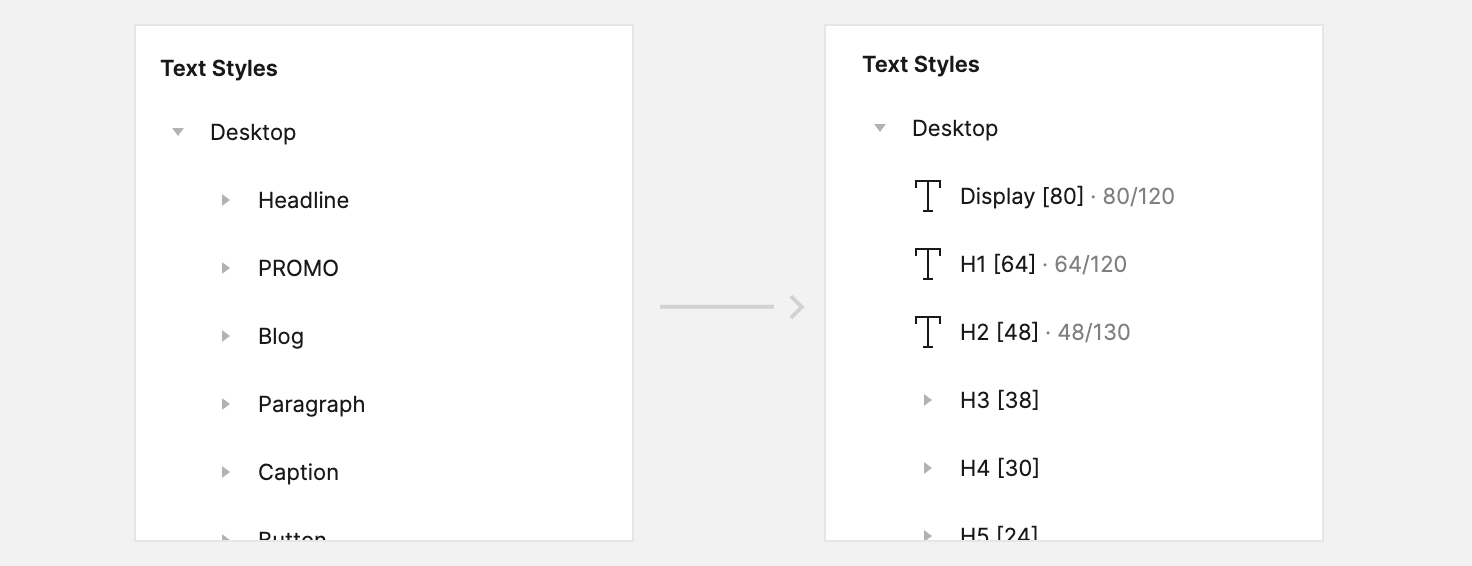 Text Styles
Desktop
Headline
PROMO
Blog
Paragraph
Caption
Button
Text Styles
Desktop
Display [80] · 80/120
H1 [64] · 64/120
H2 [48] · 48/130
H3 [38]
H4 [30]
H5 [24]